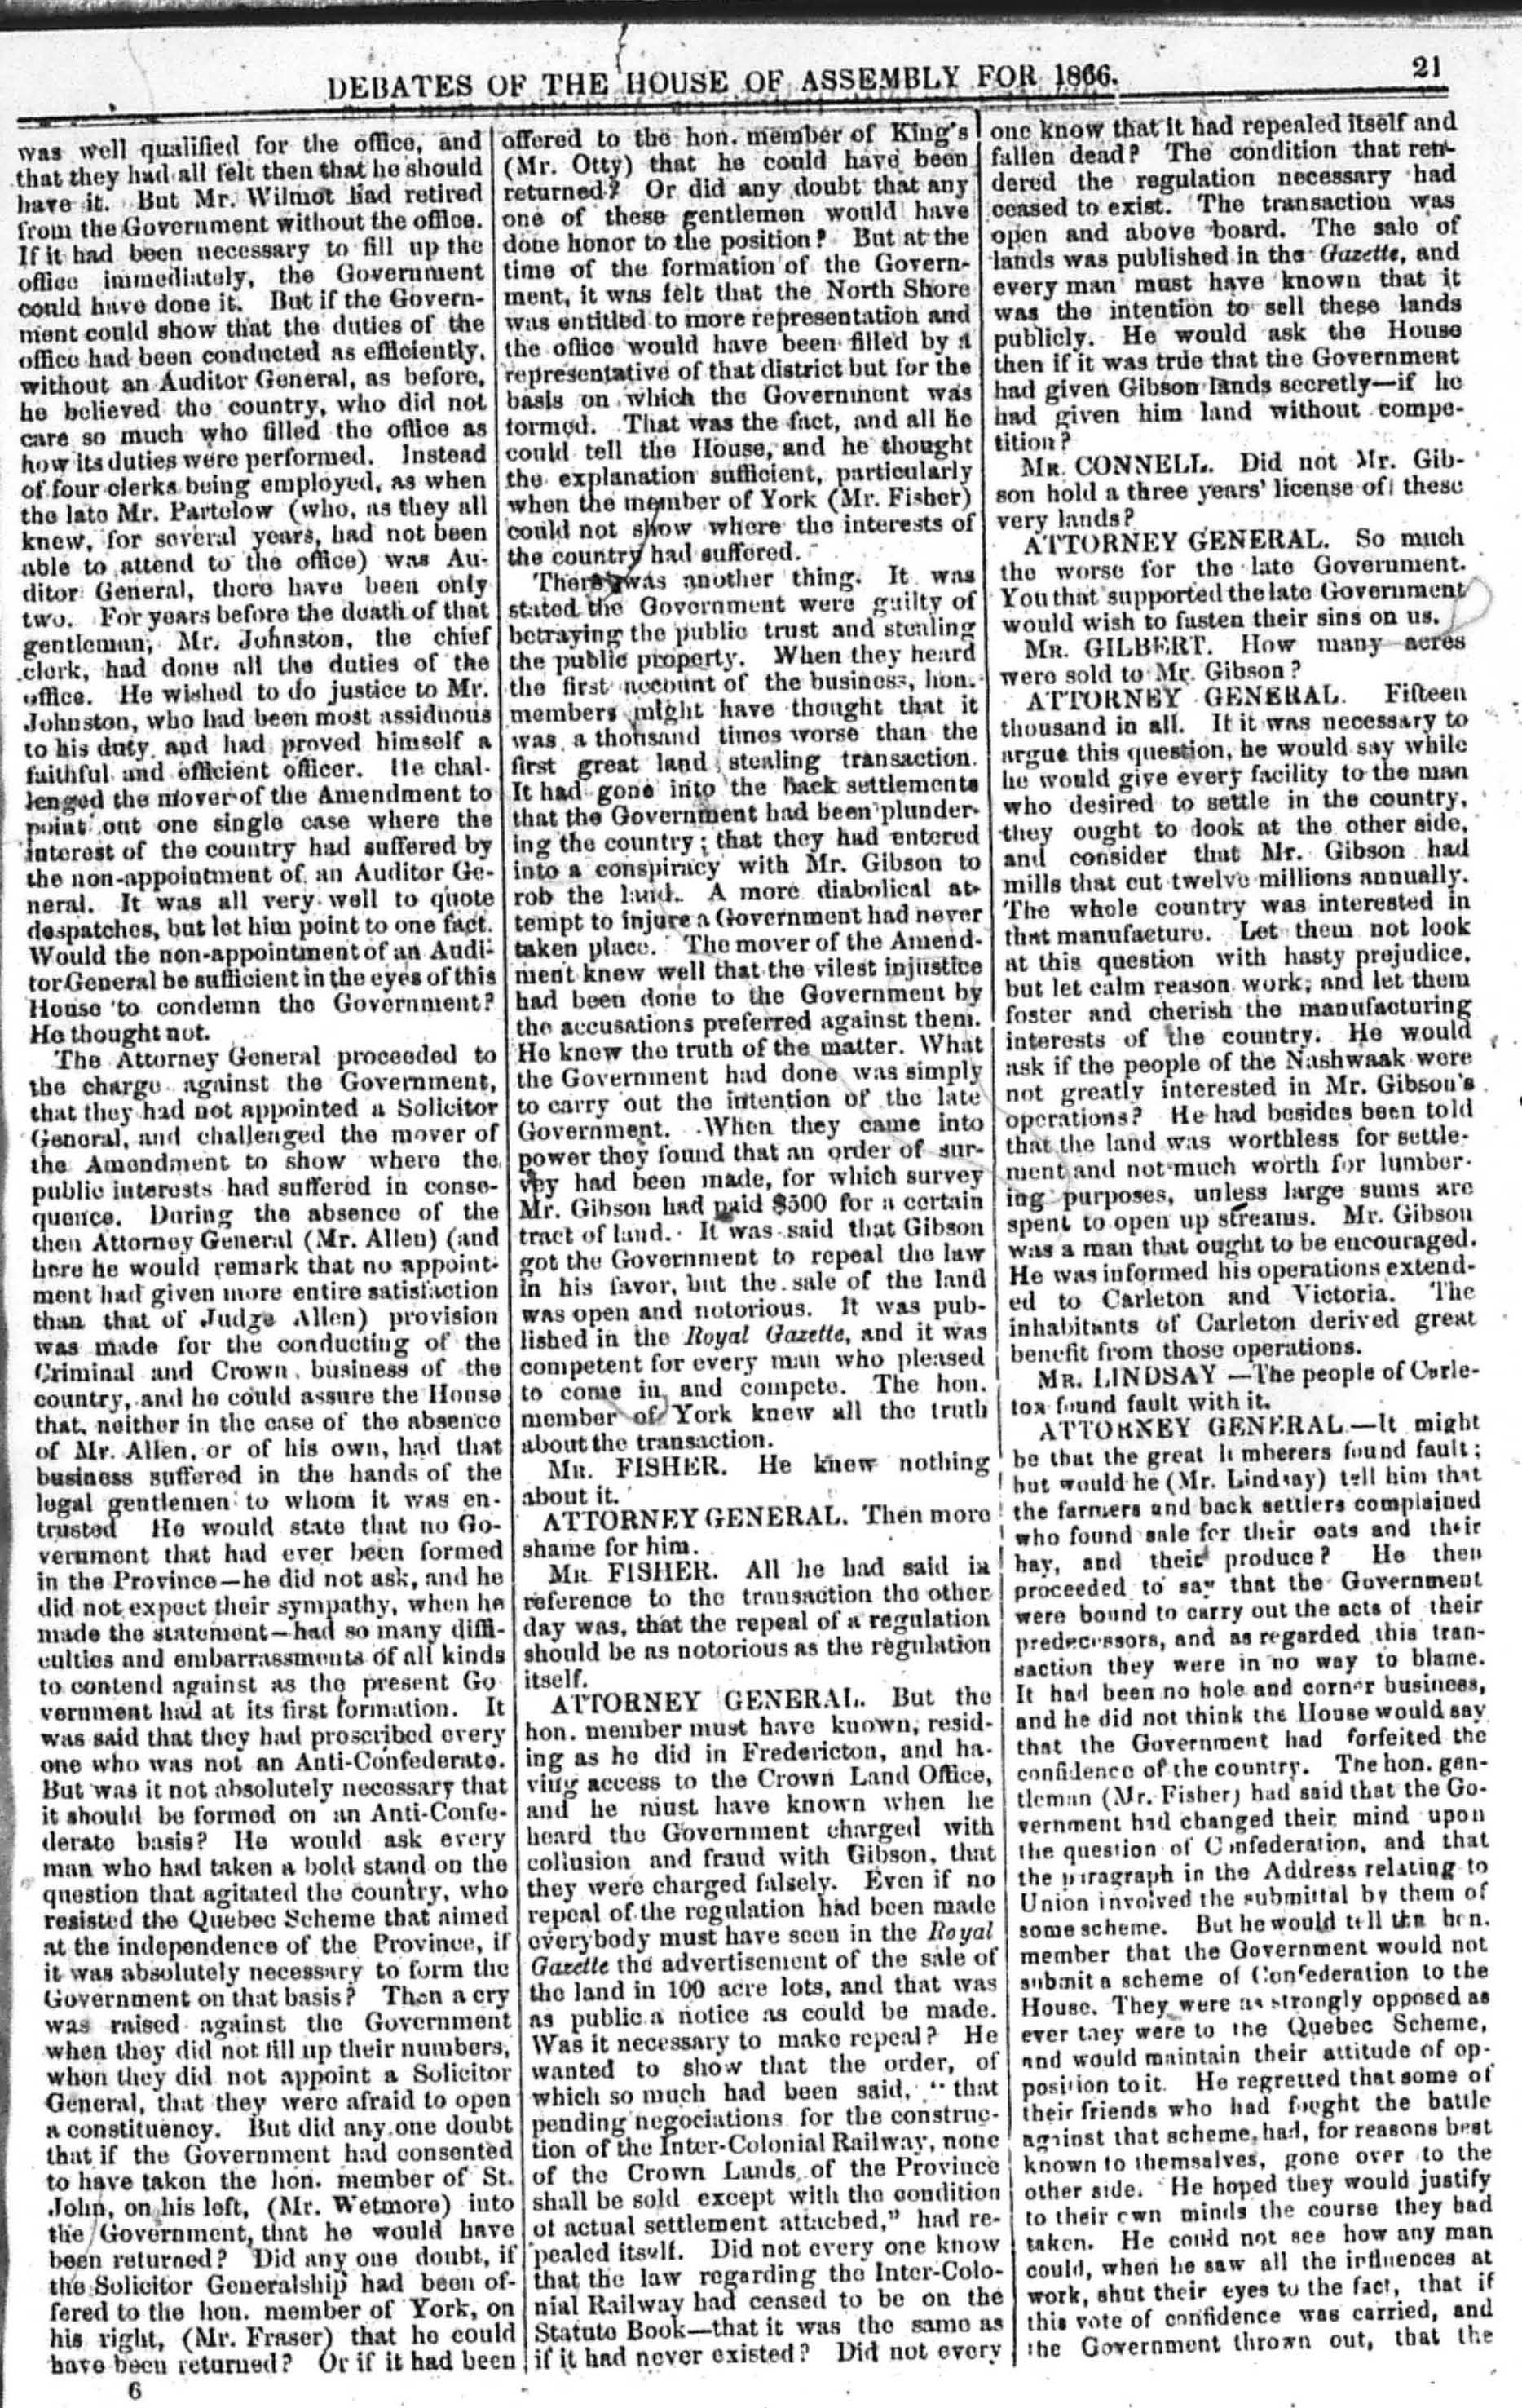 DEBATES OF THE HOUSE OF ASSEMBLY FOR 1866.
21
was well qualified for the office, and
that they had all felt then that he should
have it. But Mr. Wilmot had retired
from the Government without the office.
If it had been necessary to fill up the
office immediately, the Government
could have done it. But if the Govern-
ment could show that the duties of the
office had been conducted as efficiently,
without an Auditor General, as before,
he believed the country, who did not
care so much who filled the office as
how its duties were performed. Instead
of four clerks being employed, as when
the late Mr. Partelow (who, as they all
knew, for several years, had not been
able to attend to the office) was Au-
ditor General, there have been only
two. For years before the death of that
gentleman, Mr. Johnston, the chief
clerk, had done all the duties of the
office. He wished to do justice to Mr.
Johnston, who had been most assiduous
to his duty and had proved himself a
faithful and efficient officer. He chal-
lenged the mover of the Amendment to
point out one single case where the
interest of the country had suffered by
the non-appointment of an Auditor Ge-
neral. It was all very well to quote
despatches, but let him point to one fact.
Would the non-appointment of an Audi-
tor General be sufficient in the eyes of this
House to condemn the Government?
He thought not.
The Attorney General proceeded to
the charge against the Government,
that they had not appointed a Solicitor
General, and challenged the mover of
the Amendment to show where the
public interests had suffered in conse-
quence. During the absence of the
then Attorney General (Mr. Allen) (and
here he would remark that no appoint-
ment had given more entire satisfaction
than that of Judge Allen) provision
was made for the conducting of the
Criminal and Crown business of the
country, and he could assure the House
that, neither in the case of the absence
of Mr. Allen, or of his own, had that
business suffered in the hands of the
legal gentlemen to whom it was en-
trusted He would state that no Go-
vernment that had ever been formed
in the Province—he did not ask, and he
did not expect their sympathy, when he
made the statement—had so many diffi-
culties and embarrassments of all kinds
to contend against as the present Go
vernment had at its first formation. It
was said that they had proscribed every
one who was not an Anti-Confederate.
But was it not absolutely necessary that
it should be formed on an Anti-Confe-
derate basis? He would ask every
man who had taken a bold stand on the
question that agitated the country, who
resisted the Quebec Scheme that aimed
at the independence of the Province, if
it was absolutely necessary to form the
Government on that basis? Then a cry
was raised against the Government
when they did not fill up their numbers,
when they did not appoint a Solicitor
General, that they were afraid to open
a constituency. But did any one doubt
that if the Government had consented
to have taken the hon. member of St.
John, on his left, (Mr. Wetmore) into
the Government, that he would have
been returned? Did any one doubt, if
the Solicitor Generalship had been of-
fered to the hon. member of York, on
his right, (Mr. Fraser) that he could
have been returned? Or if it had been
6
offered to the hon. member of King's
(Mr. Otty) that he could have been
returned? Or did any doubt that any
one of these gentlemen would have
done honor to the position? But at the
time of the formation of the Govern-
ment, it was felt that the North Shore
was entitled to more representation and
the office would have been filled by a
representative of that district but for the
basis on which the Government was
formed. That was the fact, and all he
could tell the House, and he thought
the explanation sufficient, particularly
when the member of York (Mr. Fisher)
could not show where the interests of
the country had suffered.
There was another thing. It was
stated the Government were guilty of
betraying the public trust and stealing
the public property. When they heard
the first account of the business, hon.
members might have thought that it
was a thousand times worse than the
first great land stealing transaction.
It had gone into the back settlements
that the Government had been plunder-
ing the country; that they had entered
into a conspiracy with Mr. Gibson to
rob the land. A more diabolical at-
tempt to injure a Government had never
taken place. The mover of the Amend-
ment knew well that the vilest injustice
had been done to the Government by
the accusations preferred against them.
He knew the truth of the matter. What
the Government had done was simply
to carry out the intention of the late
Government. When they came into
power they found that an order of sur-
vey had been made, for which survey
Mr. Gibson had paid $500 for a certain
tract of land. It was said that Gibson
got the Government to repeal the law
in his favor, but the sale of the land
was open and notorious. It was pub-
lished in the Royal Gazette, and it was
competent for every man who pleased
to come in and compete. The hon.
member of York knew all the truth
about the transaction.
MR. FISHER. He knew nothing
about it.
ATTORNEY GENERAL. Then more
shame for him.
MR FISHER. All he had said in
reference to the transaction the other
day was, that the repeal of a regulation
should be as notorious as the regulation
itself.
ATTORNEY GENERAL. But the
hon. member must have known, resid-
ing as he did in Fredericton, and ha-
ving access to the Crown Land Office,
and he must have known when he
heard the Government charged with
collusion and fraud with Gibson, that
they were charged falsely. Even if no
repeal of the regulation had been made
everybody must have seen in the Royal
Gazette the advertisement of the sale of
the land in 100 acre lots, and that was
as public a notice as could be made.
Was it necessary to make repeal? He
wanted to show that the order, of
which so much had been said, "that
pending negociations for the construc-
tion of the Inter-Colonial Railway, none
of the Crown Lands of the Province
shall be sold except with the condition
of actual settlement attached," had re-
pealed itself. Did not every one know
that the law regarding the Inter-Colo-
nial Railway had ceased to be on the
Statute Book—that it was the same as
if it had never existed? Did not every
one know that it had repealed itself and
fallen dead? The condition that ren-
dered the regulation necessary had
ceased to exist. The transaction was
open and above board. The sale of
lands was published in the Gazette, and
every man must have known that it
was the intention to sell these lands
publicly. He would ask the House
then if it was true that the Government
had given Gibson lands secretly—if he
had given him land without compe-
tition?
MR. CONNELL. Did not Mr. Gib-
son hold a three years' license of these
very lands?
ATTORNEY GENERAL. So much
the worse for the late Government.
You that supported the late Government
would wish to fasten their sins on us.
MR. GILBERT. How many acres
were sold to Mr. Gibson?
ATTORNEY GENERAL. Fifteen
thousand in all. If it was necessary to
argue this question, he would say while
he would give every facility to the man
who desired to settle in the country,
they ought to look at the other side,
and consider that Mr. Gibson had
mills that cut twelve millions annually.
The whole country was interested in
that manufacture. Let them not look
at this question with hasty prejudice,
but let calm reason work, and let them
foster and cherish the manufacturing
interests of the country. He would
ask if the people of the Nashwaak were
not greatly interested in Mr. Gibson's
operations? He had besides been told
that the land was worthless for settle-
ment and not much worth for lumber-
ing purposes, unless large sums are
spent to open up streams. Mr. Gibson
was a man that ought to be encouraged.
He was informed his operations extend-
ed to Carleton and Victoria. The
inhabitants of Carleton derived great
benefit from those operations.
MR. LINDSAY —The people of Carle-
ton found fault with it.
ATTORNEY GENERAL—It might
be that the great lumberers found fault;
but would he (Mr. Lindsay) tell him that
the farmers and back settlers complained
who found sale for their oats and their
hay, and their produce? He then
proceeded to say that the Government
were bound to carry out the acts of their
predecessors, and as regarded this tran-
saction they were in no way to blame.
It had been no hole and corner business,
and he did not think the House would say
that the Government had forfeited the
confidence of the country. The hon. gen-
tleman (Mr. Fisher) had said that the Go-
vernment had changed their mind upon
the question of Confederation, and that
the paragraph in the Address relating to
Union involved the submittal by them of
some scheme. But he would tell the hon.
member that the Government would not
submit a scheme of Confederation to the
House. They were as strongly opposed as
ever they were to the Quebec Scheme,
and would maintain their attitude of op-
position to it. He regretted that some of
their friends who had fought the battle
against that scheme, had, for reasons best
known to themselves, gone over to the
other side. He hoped they would justify
to their own minds the course they had
taken. He could not see how any man
could, when he saw all the influences at
work, shut their eyes to the fact, that if
this vote of confidence was carried, and
the Government thrown out, that the